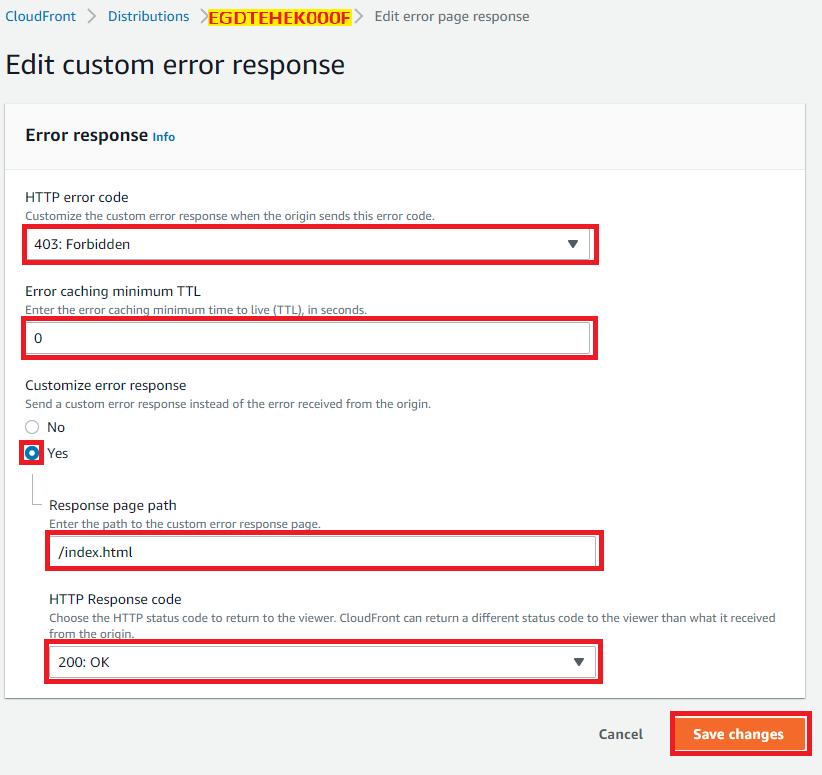 CloudFront > Distributions > EGDTEHEK000F > Edit error page response
Edit custom error response
Error response Info
HTTP error code
Customize the custom error response when the origin sends this error code.
403: Forbidden
Error caching minimum TTL
Enter the error caching minimum time to live (TTL), in seconds.
0
Customize error response
Send a custom error response instead of the error received from the origin.
No
Yes
Response page path
Enter the path to the custom error response page.
/index.html
HTTP Response code
Choose the HTTP status code to return to the viewer. CloudFront can return a different status code to the viewer than what it received
from the origin.
200: OK
Cancel Save changes